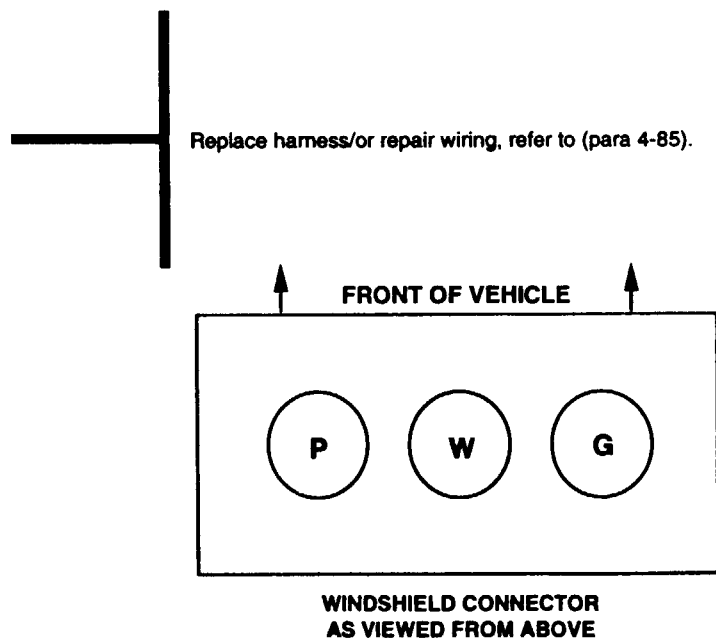 Replace harness/or repair wiring, refer to (para 4-85).
FRONT OF VEHICLE
P W G
WINDSHIELD CONNECTOR
AS VIEWED FROM ABOVE